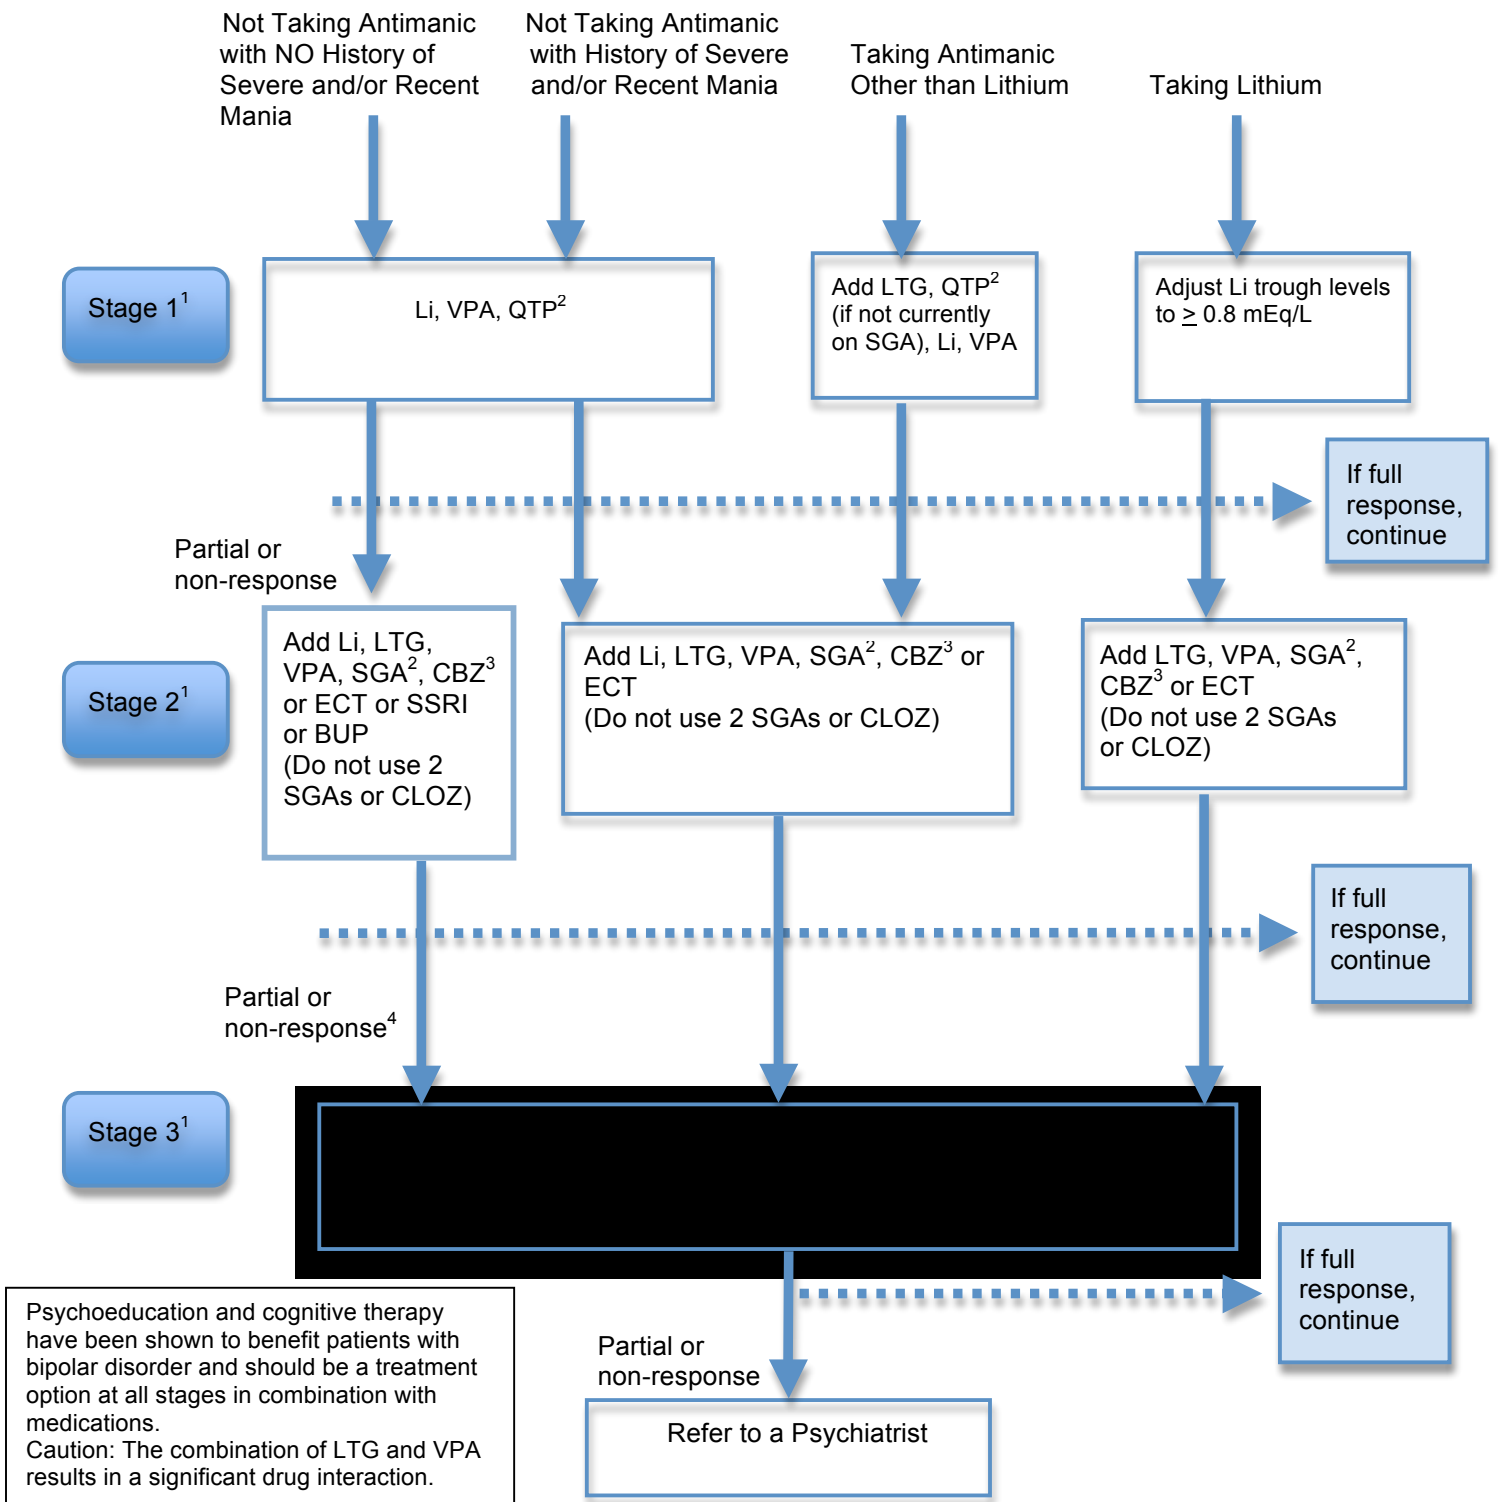 Not Taking Antimanic
with NO History of
Severe and/or Recent
Mania
Not Taking Antimanic
with History of Severe
and/or Recent Mania
Taking Antimanic
Other than Lithium
Taking Lithium
Stage 1¹
Li, VPA, QTP²
Add LTG, QTP²
(if not currently
on SGA), Li, VPA
Adjust Li trough levels
to ≥ 0.8 mEq/L
If full
response,
continue
Partial or
non-response
Stage 2¹
Add Li, LTG,
VPA, SGA², CBZ³
or ECT or SSRI
or BUP
(Do not use 2
SGAs or CLOZ)
Add Li, LTG, VPA, SGA², CBZ³ or
ECT
(Do not use 2 SGAs or CLOZ)
Add LTG, VPA, SGA²,
CBZ³ or ECT
(Do not use 2 SGAs
or CLOZ)
If full
response,
continue
Partial or
non-response⁴
Stage 3¹
If full
response,
continue
Psychoeducation and cognitive therapy
have been shown to benefit patients with
bipolar disorder and should be a treatment
option at all stages in combination with
medications.
Caution: The combination of LTG and VPA
results in a significant drug interaction.
Partial or
non-response
Refer to a Psychiatrist